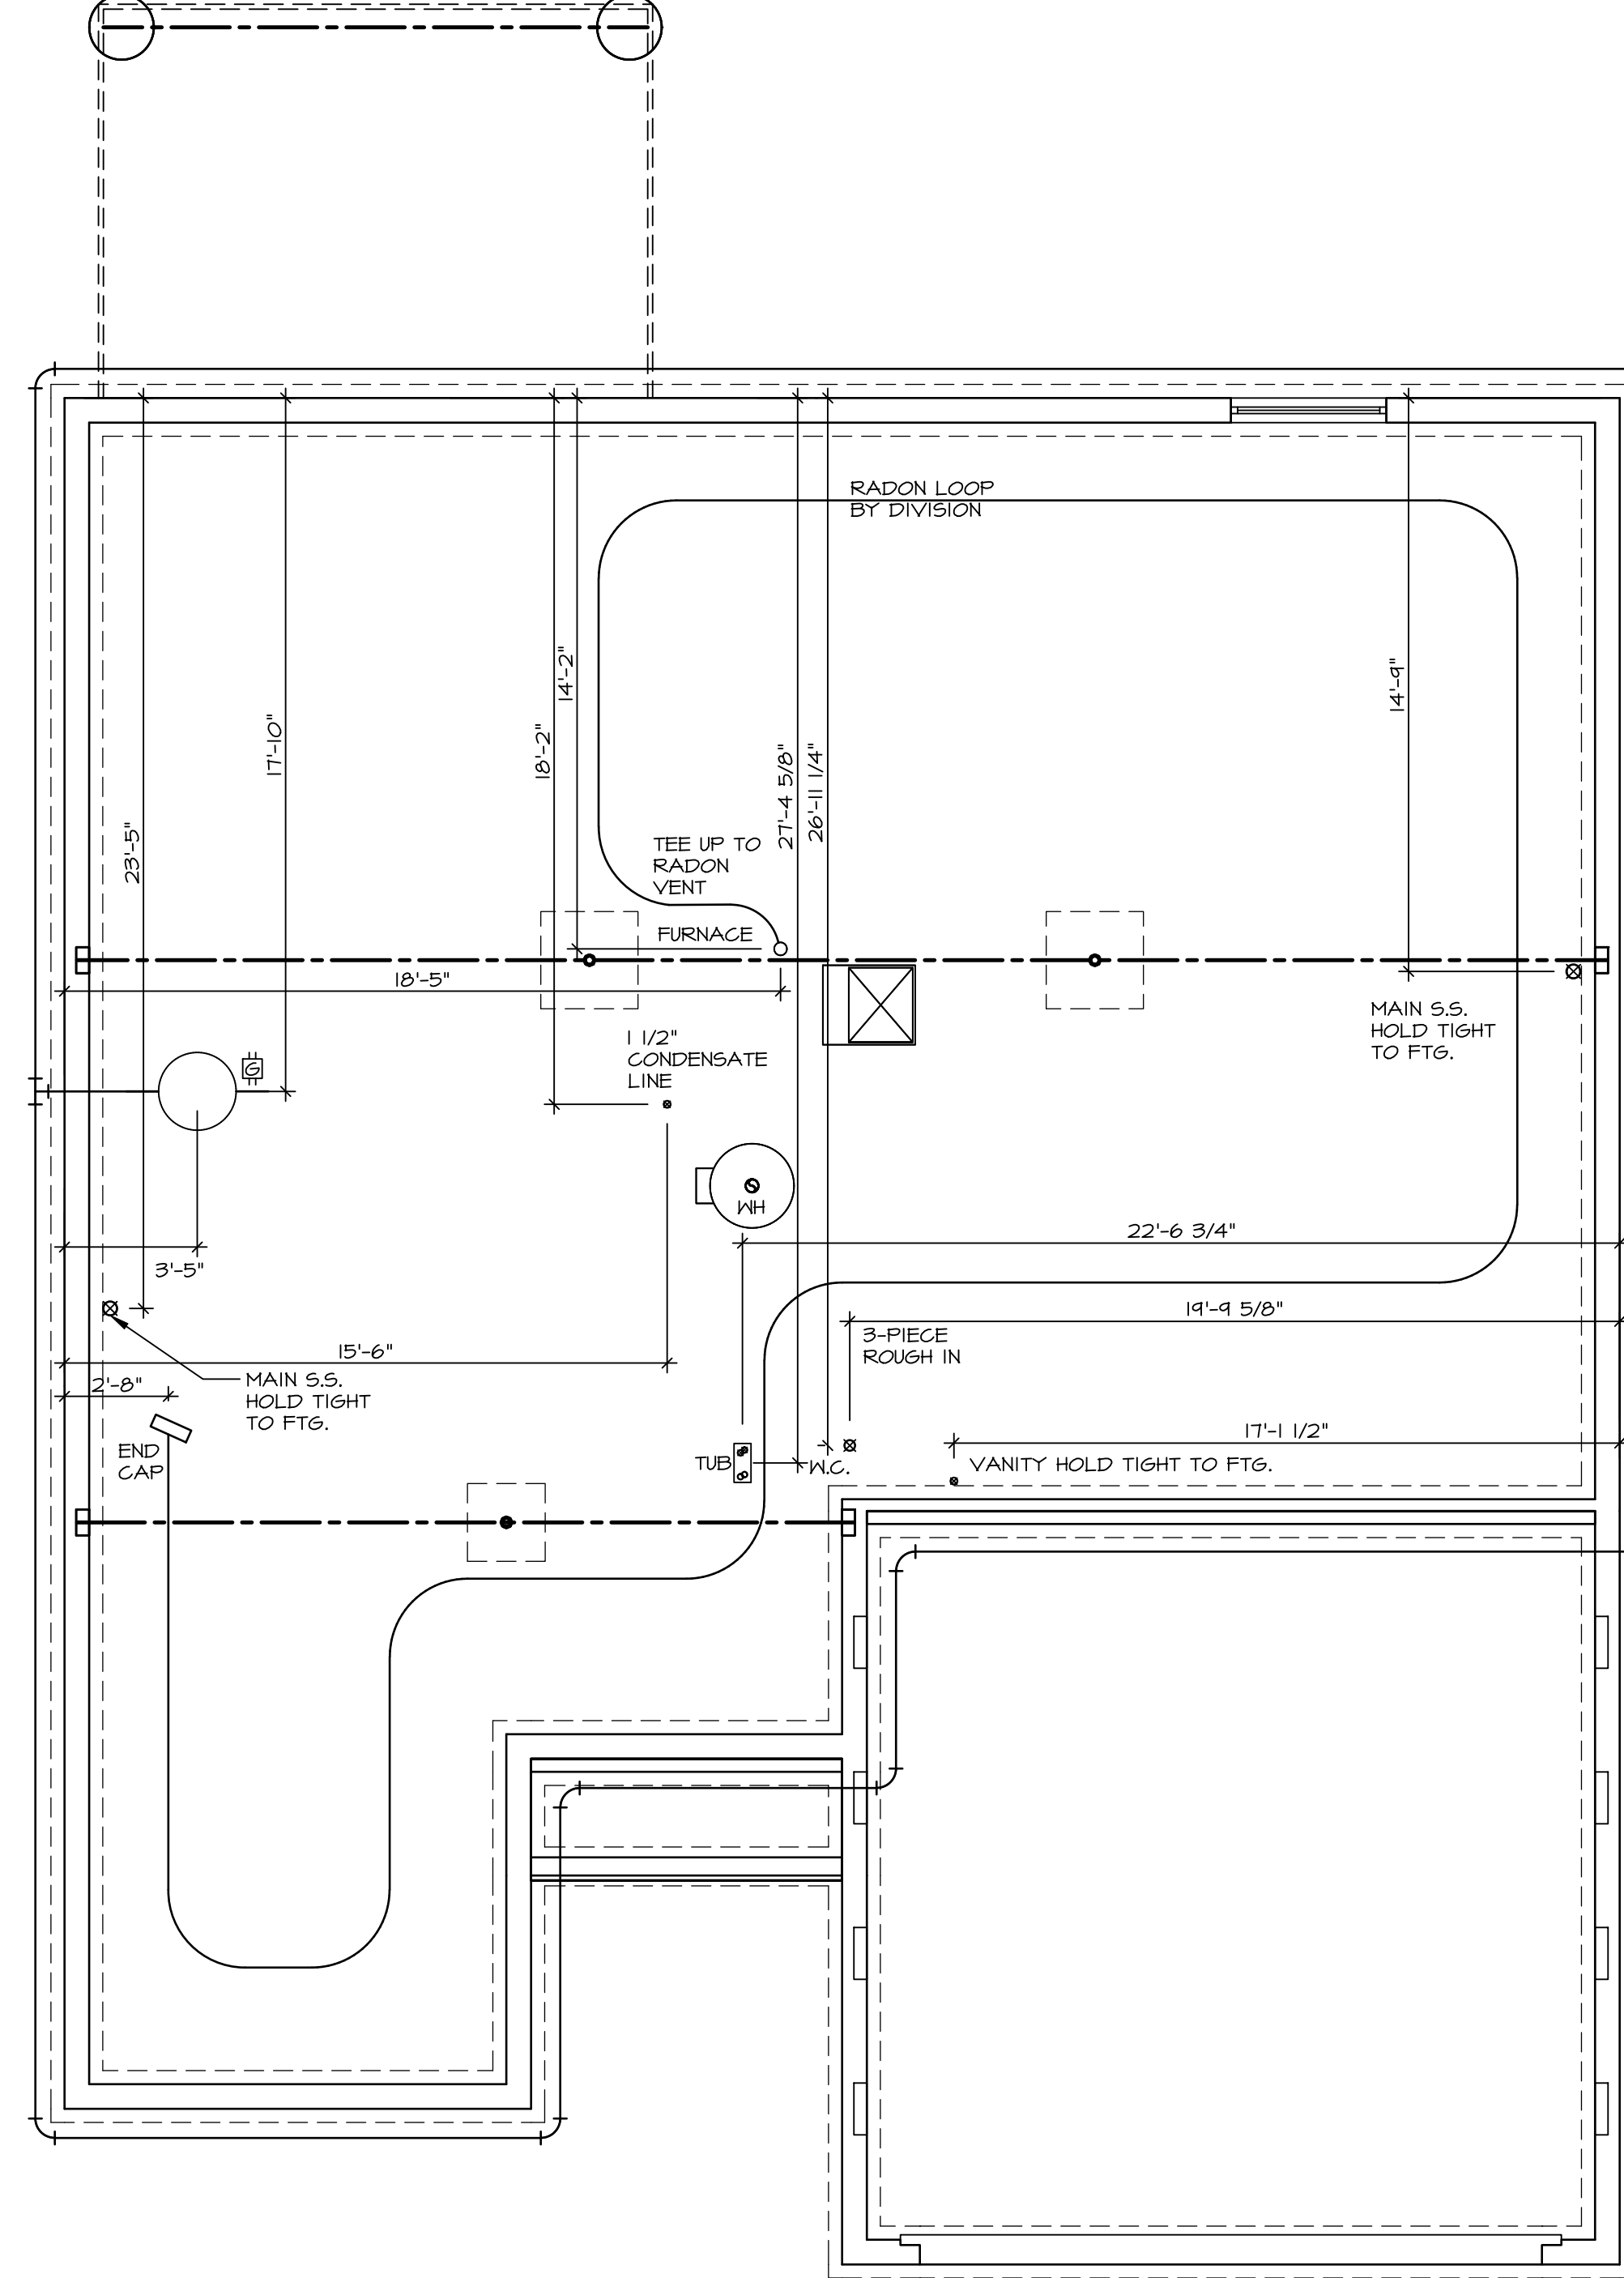 RADON LOOP
BY DIVISION
14'-2"
14'-9"
17'-10"
18'-2"
27'-4 5/8"
26'-11 1/4"
23'-5"
TEE UP TO
RADON
VENT
FURNACE
18'-5"
MAIN S.S.
HOLD TIGHT
TO FTG.
1 1/2"
CONDENSATE
LINE
G
WH
22'-6 3/4"
3'-5"
19'-9 5/8"
3-PIECE
ROUGH IN
15'-6"
2'-8"
MAIN S.S.
HOLD TIGHT
TO FTG.
17'-1 1/2"
END
CAP
TUB
W.C.
VANITY HOLD TIGHT TO FTG.